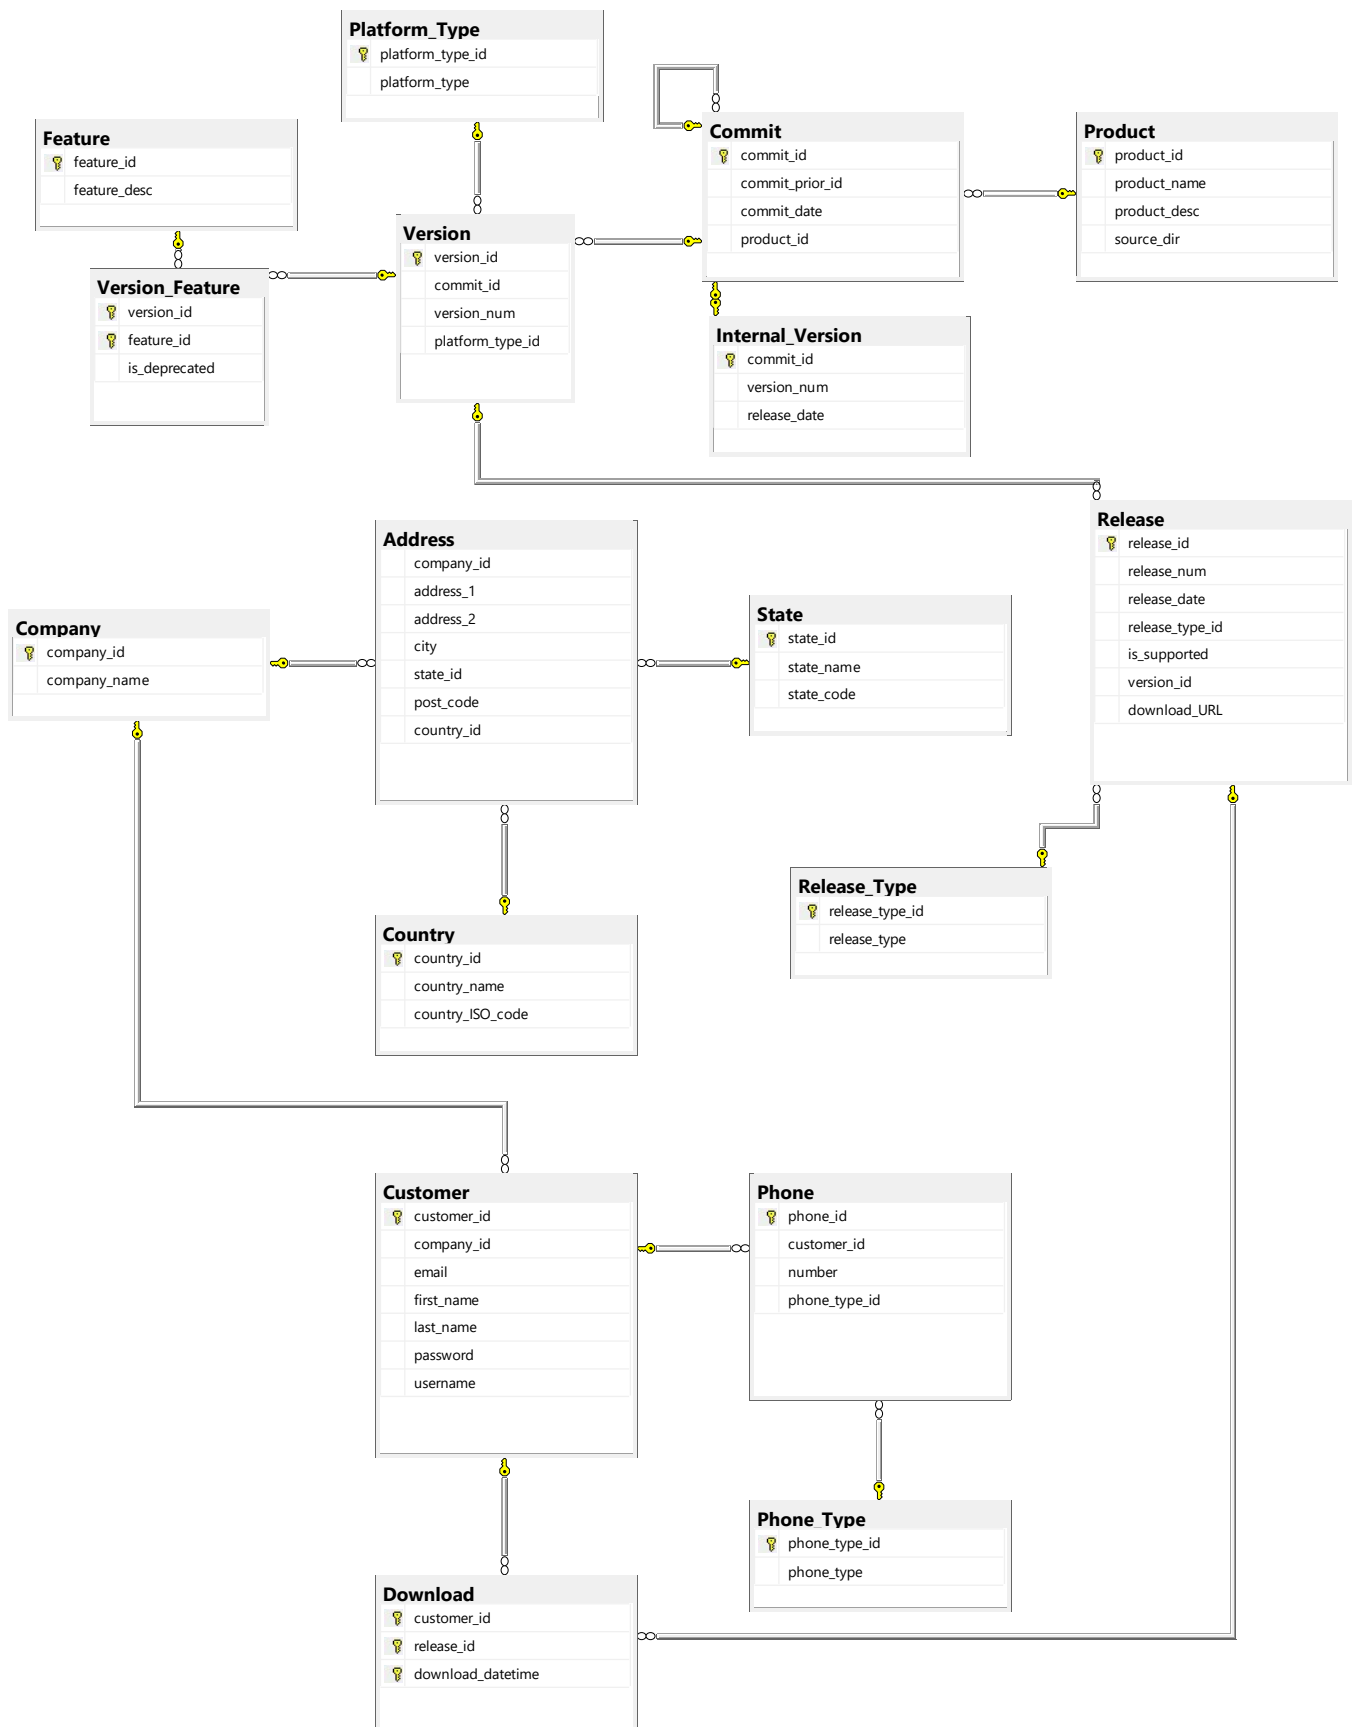 Platform_Type
platform_type_id
platform_type
Feature
feature_id
feature_desc
Commit
commit_id
commit_prior_id
commit_date
product_id
Product
product_id
product_name
product_desc
source_dir
Version
version_id
commit_id
version_num
platform_type_id
Version_Feature
version_id
feature_id
is_deprecated
Internal_Version
commit_id
version_num
release_date
Release
release_id
release_num
release_date
release_type_id
is_supported
version_id
download_URL
Address
company_id
address_1
address_2
city
state_id
post_code
country_id
State
state_id
state_name
state_code
Company
company_id
company_name
Release_Type
release_type_id
release_type
Country
country_id
country_name
country_ISO_code
Customer
customer_id
company_id
email
first_name
last_name
password
username
Phone
phone_id
customer_id
number
phone_type_id
Phone_Type
phone_type_id
phone_type
Download
customer_id
release_id
download_datetime